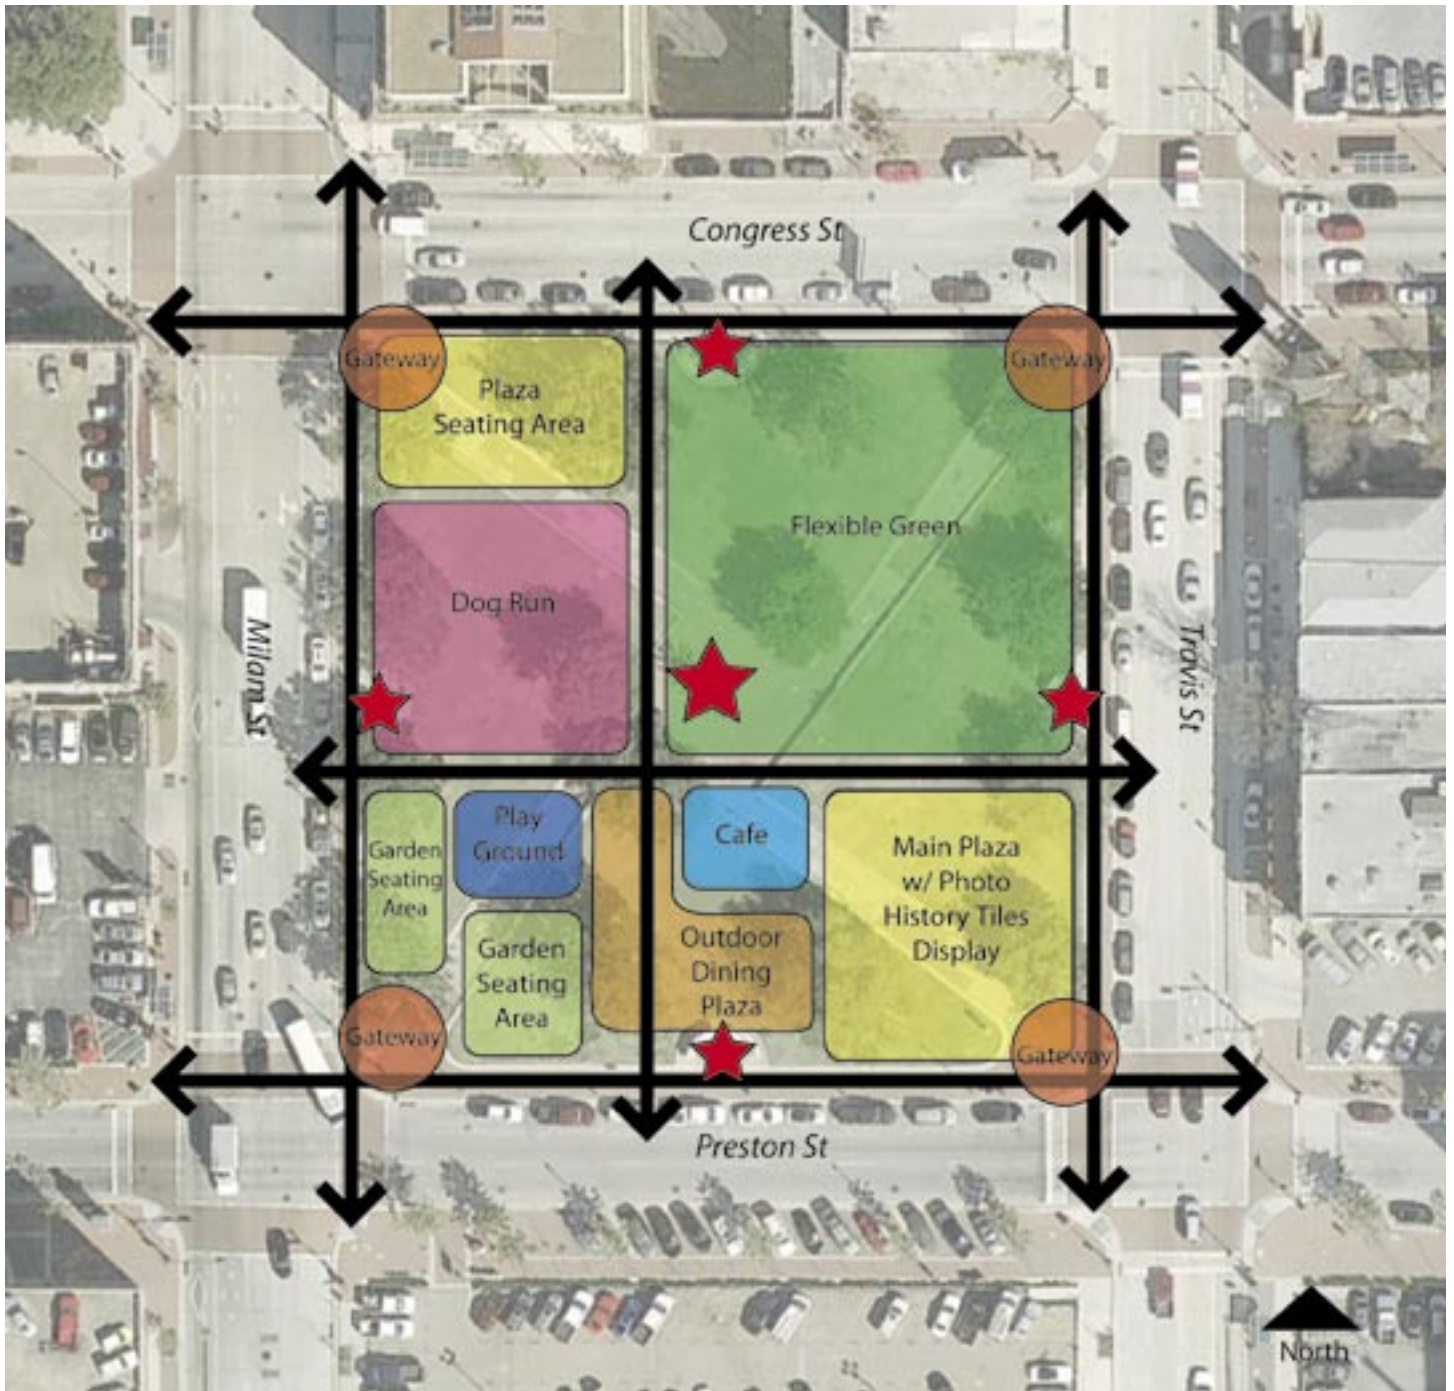 Congress St
Gateway
Gateway
Plaza
Seating Area
Flexible Green
Dog Run
Milam St
Travis St
Garden
Seating
Area
Play
Ground
Cafe
Main Plaza
w/ Photo
History Tiles
Display
Garden
Seating
Area
Outdoor
Dining
Plaza
Gateway
Gateway
Preston St
North